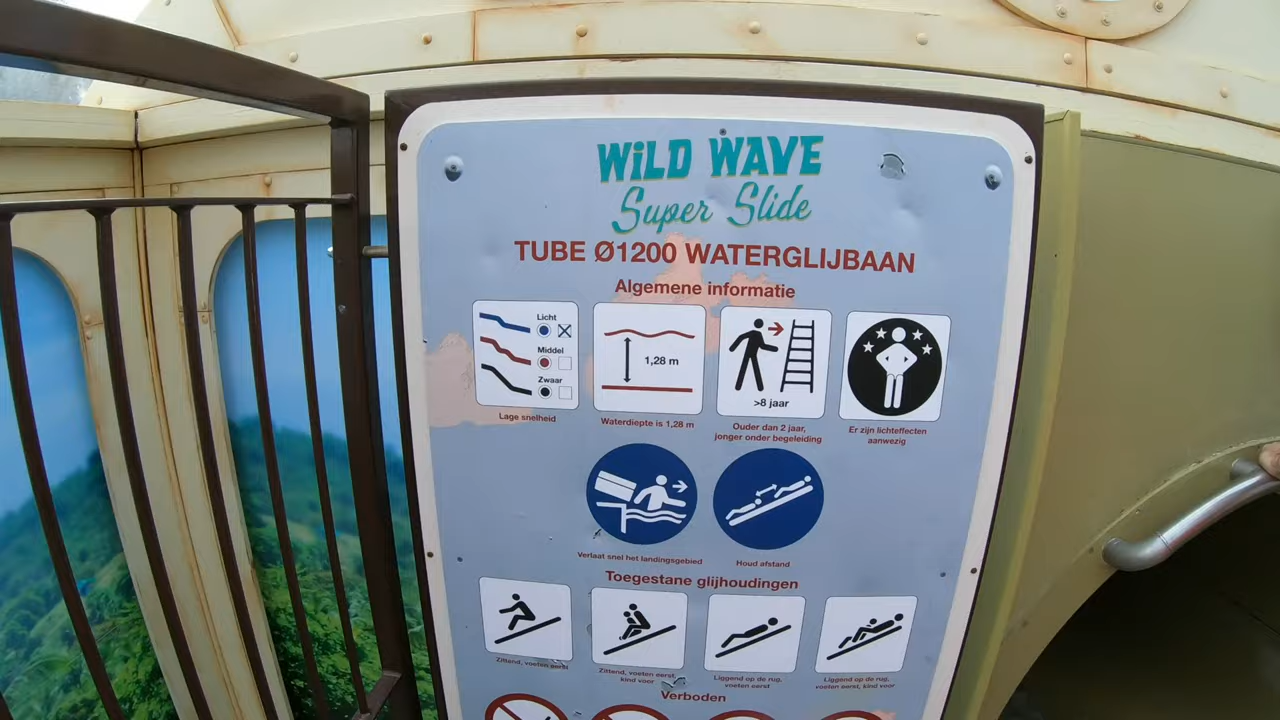 WiLD WAVE
Super Slide
TUBE Ø1200 WATERGLIJBAAN
Algemene informatie
Licht
Middel
Zwaar
Lage snelheid
1,28 m
Waterdiepte is 1,28 m
>8 jaar
Ouder dan 2 jaar,
jonger onder begeleiding
Er zijn lichteffecten
aanwezig
Verlaat snel het landingsgebied
Houd afstand
Toegestane glijhoudingen
Zittend, voeten eerst
Zittend, voeten eerst,
kind voor
Liggend op de rug,
voeten eerst
Liggend op de rug,
voeten eerst, kind voor
Verboden